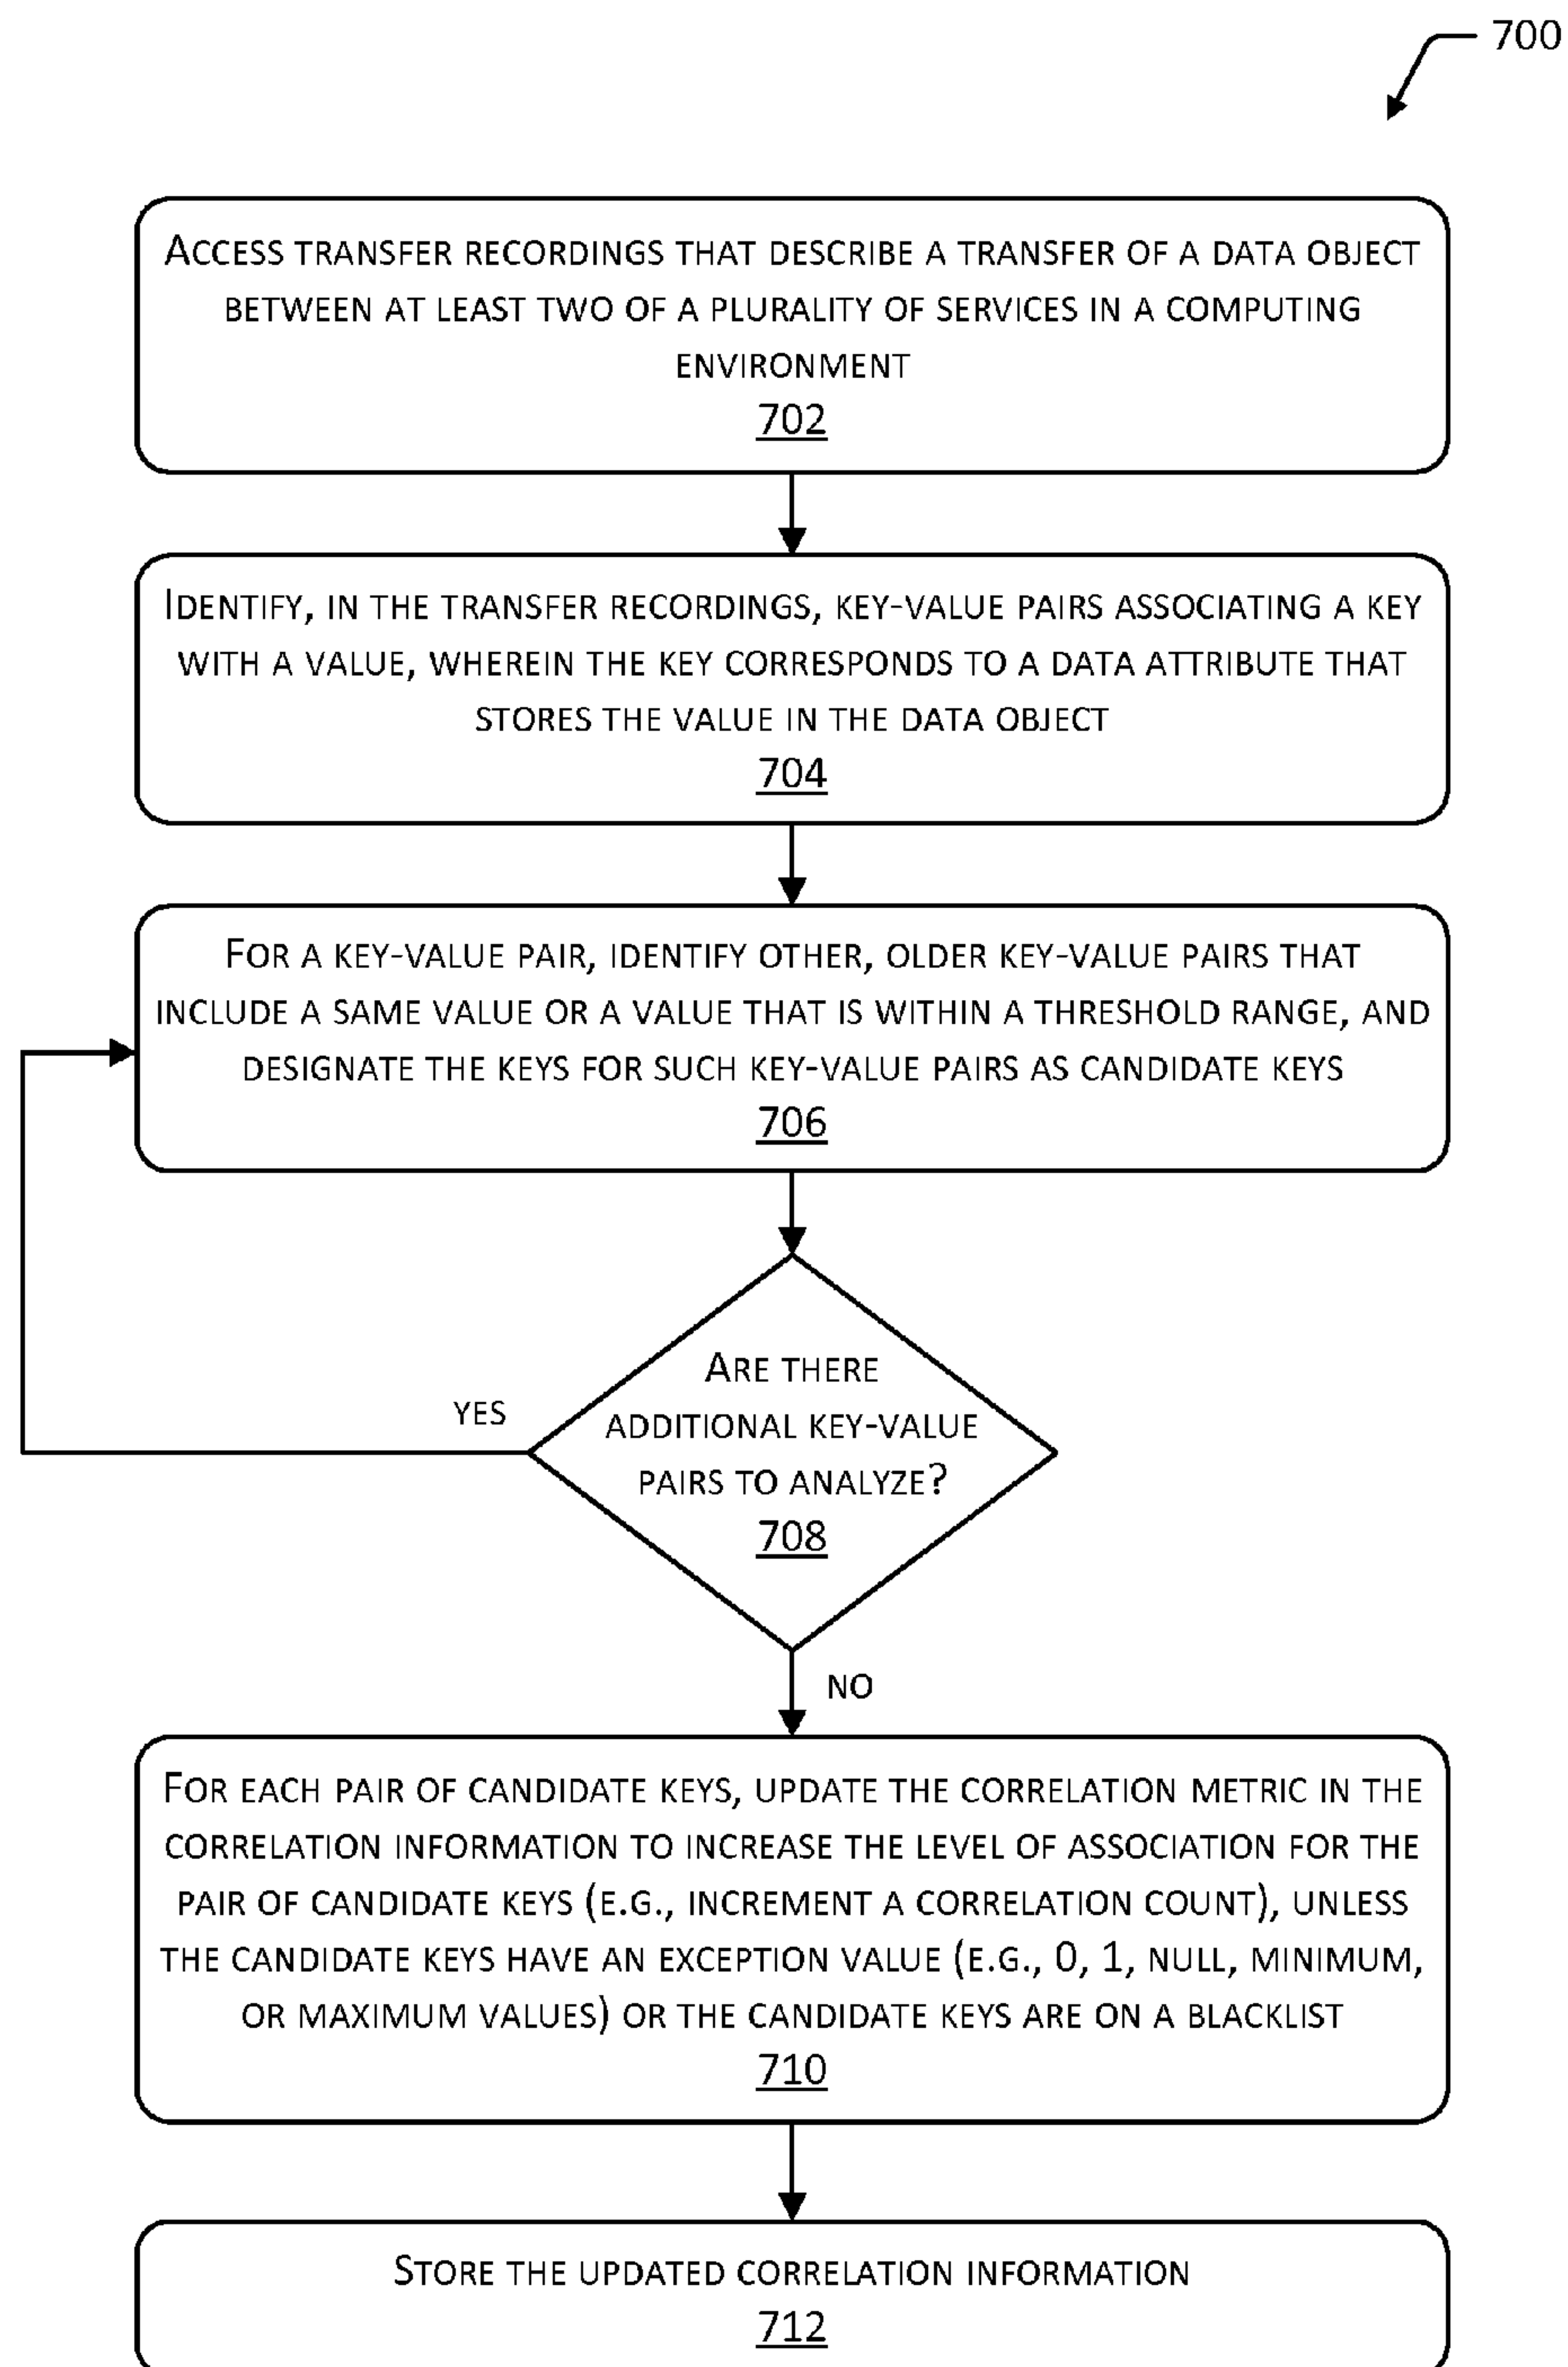 700
Access transfer recordings that describe a transfer of a data object
between at least two of a plurality of services in a computing
environment
702
Identify, in the transfer recordings, key-value pairs associating a key
with a value, wherein the key corresponds to a data attribute that
stores the value in the data object
704
For a key-value pair, identify other, older key-value pairs that
include a same value or a value that is within a threshold range, and
designate the keys for such key-value pairs as candidate keys
706
Are there
additional key-value
pairs to analyze?
708
yes
no
For each pair of candidate keys, update the correlation metric in the
correlation information to increase the level of association for the
pair of candidate keys (e.g., increment a correlation count), unless
the candidate keys have an exception value (e.g., 0, 1, null, minimum,
or maximum values) or the candidate keys are on a blacklist
710
Store the updated correlation information
712